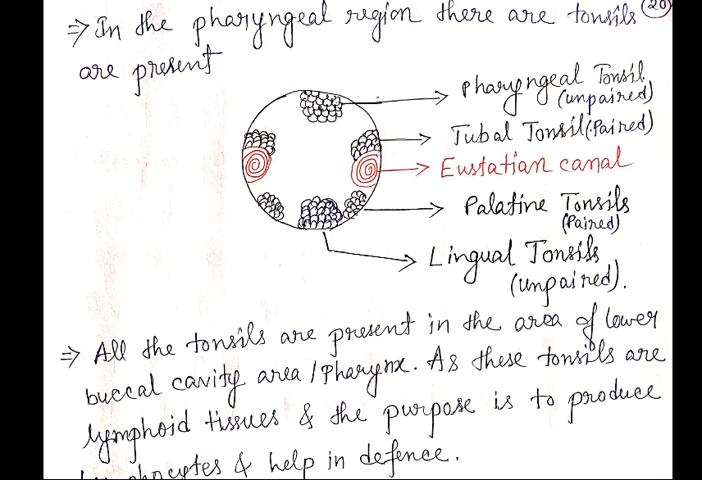 ⇒ In the pharyngeal region there are tonsils (20)
are present
Pharyngeal Tonsil
(unpaired)
Tubal Tonsil (Paired)
Eustatian canal
Palatine Tonsils
(Paired)
Lingual Tonsils
(unpaired).
⇒ All the tonsils are present in the area of lower
buccal cavity area / Pharynx. As these tonsils are
lymphoid tissues & the purpose is to produce
lymphocytes & help in defence.